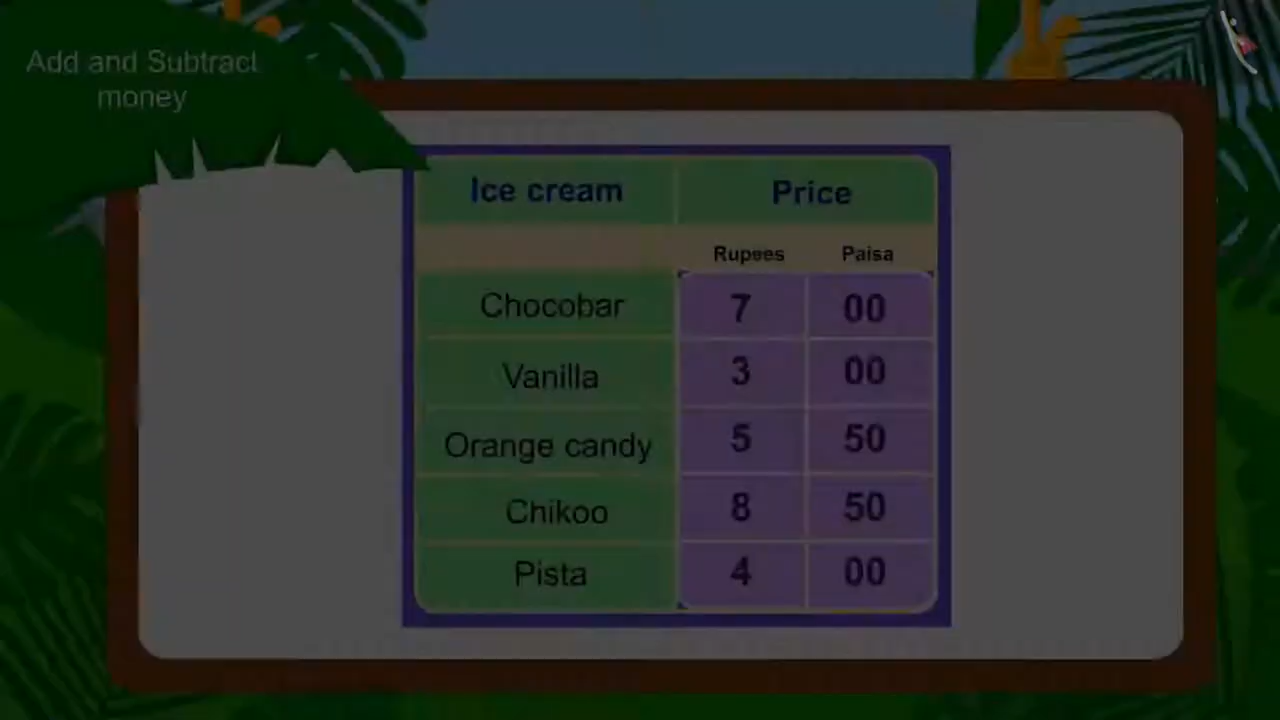 Add and Subtract
money
Ice cream Price
Rupees Paisa
Chocobar 7 00
Vanilla 3 00
Orange candy 5 50
Chikoo 8 50
Pista 4 00